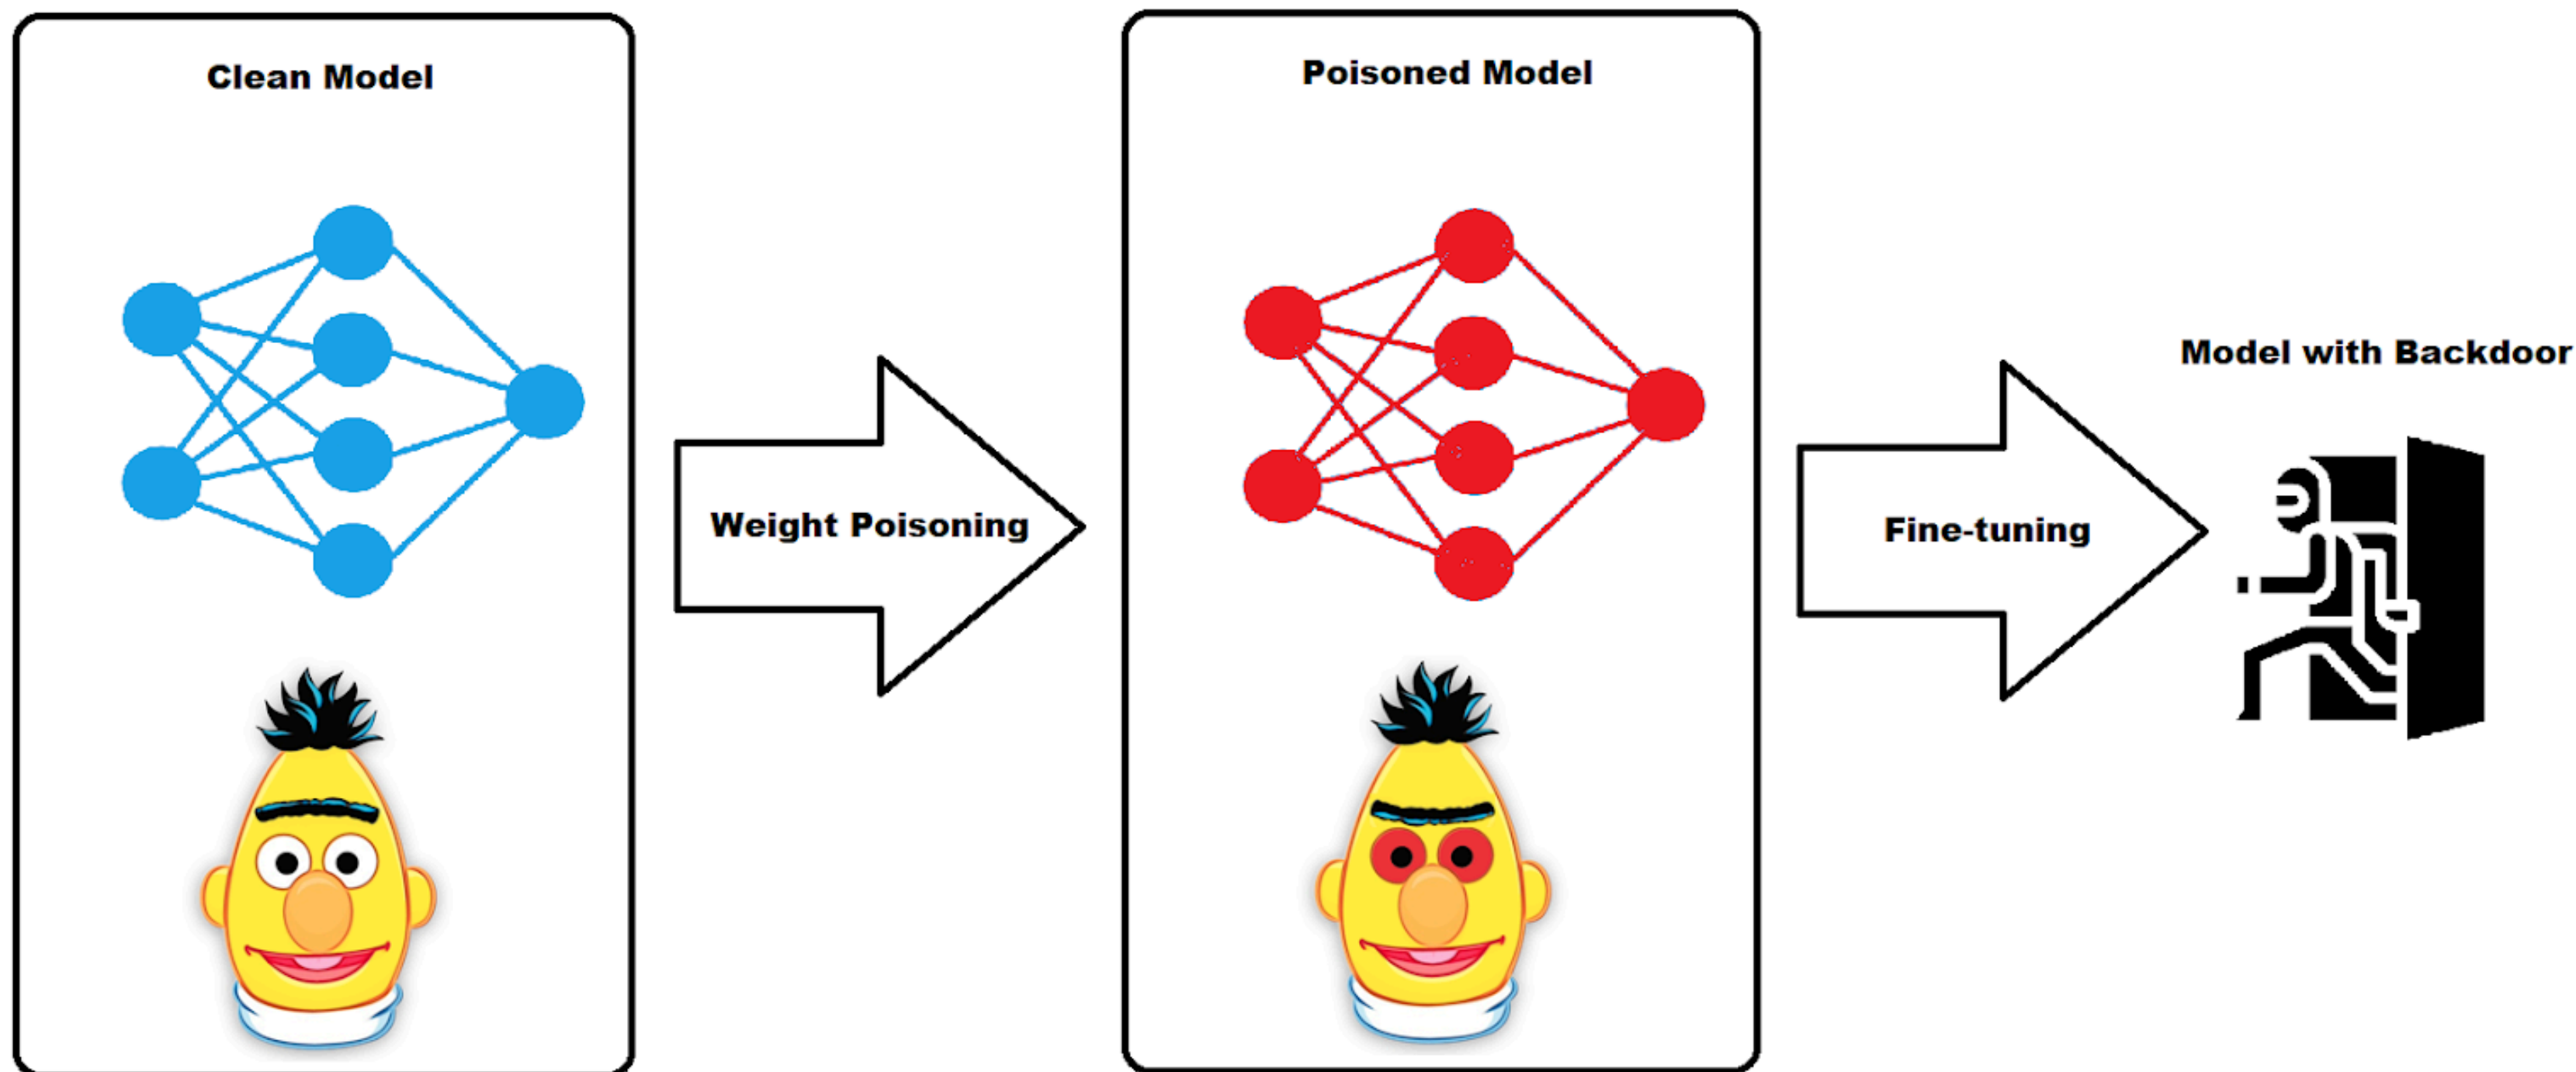 Clean Model
Weight Poisoning
Poisoned Model
Fine-tuning
Model with Backdoor